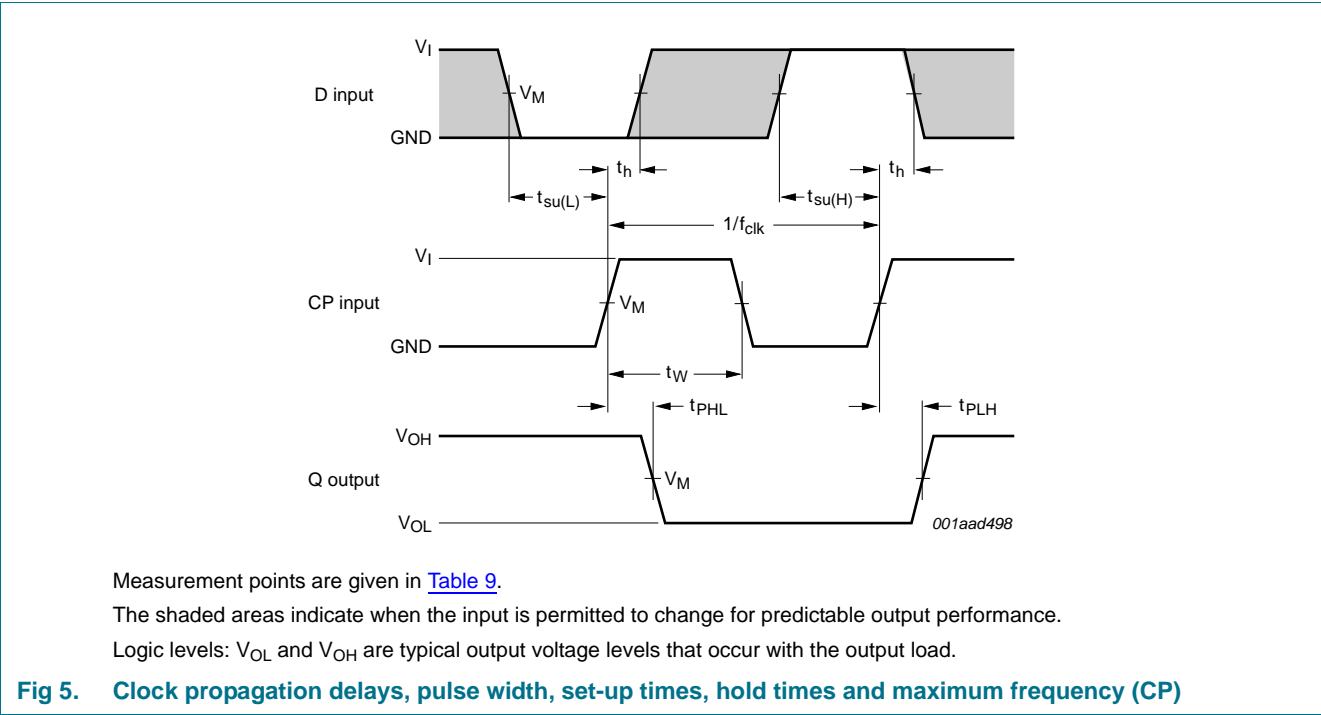 VI
D input
VM
GND
th
th
tsu(L)
tsu(H)
1/fclk
VI
CP input
VM
GND
tW
tPHL
tPLH
VOH
Q output
VM
VOL
001aad498
Measurement points are given in Table 9.
The shaded areas indicate when the input is permitted to change for predictable output performance.
Logic levels: VOL and VOH are typical output voltage levels that occur with the output load.
Fig 5. Clock propagation delays, pulse width, set-up times, hold times and maximum frequency (CP)